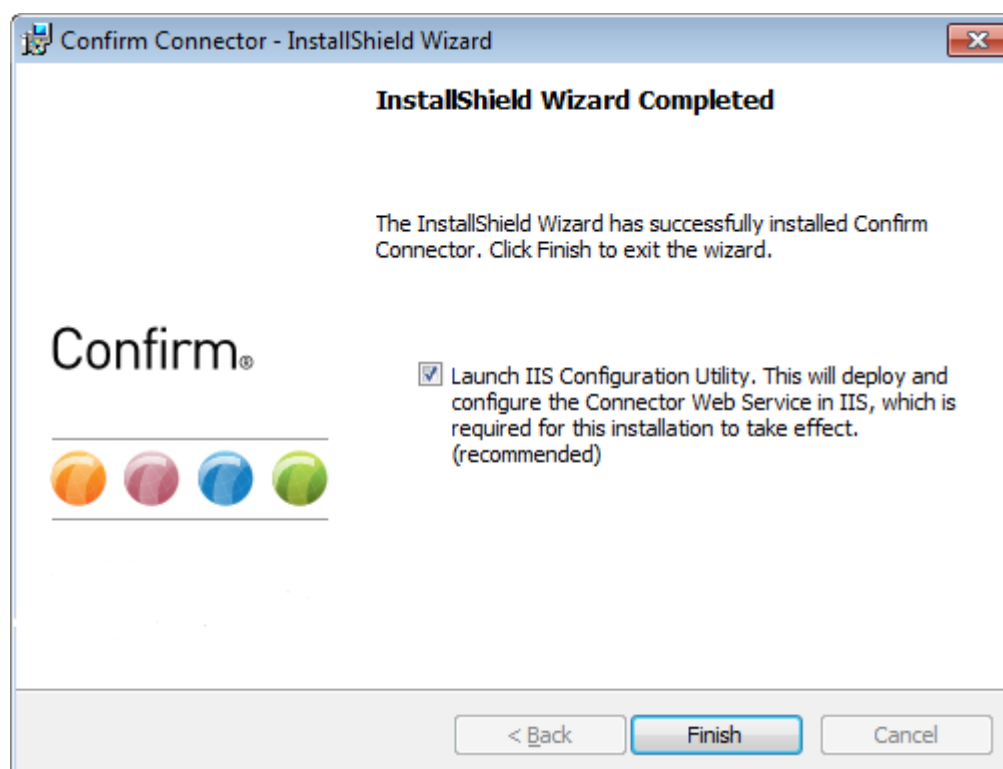 Confirm Connector - InstallShield Wizard
InstallShield Wizard Completed
The InstallShield Wizard has successfully installed Confirm
Connector. Click Finish to exit the wizard.
Confirm®
Launch IIS Configuration Utility. This will deploy and
configure the Connector Web Service in IIS, which is
required for this installation to take effect.
(recommended)
< Back
Finish
Cancel